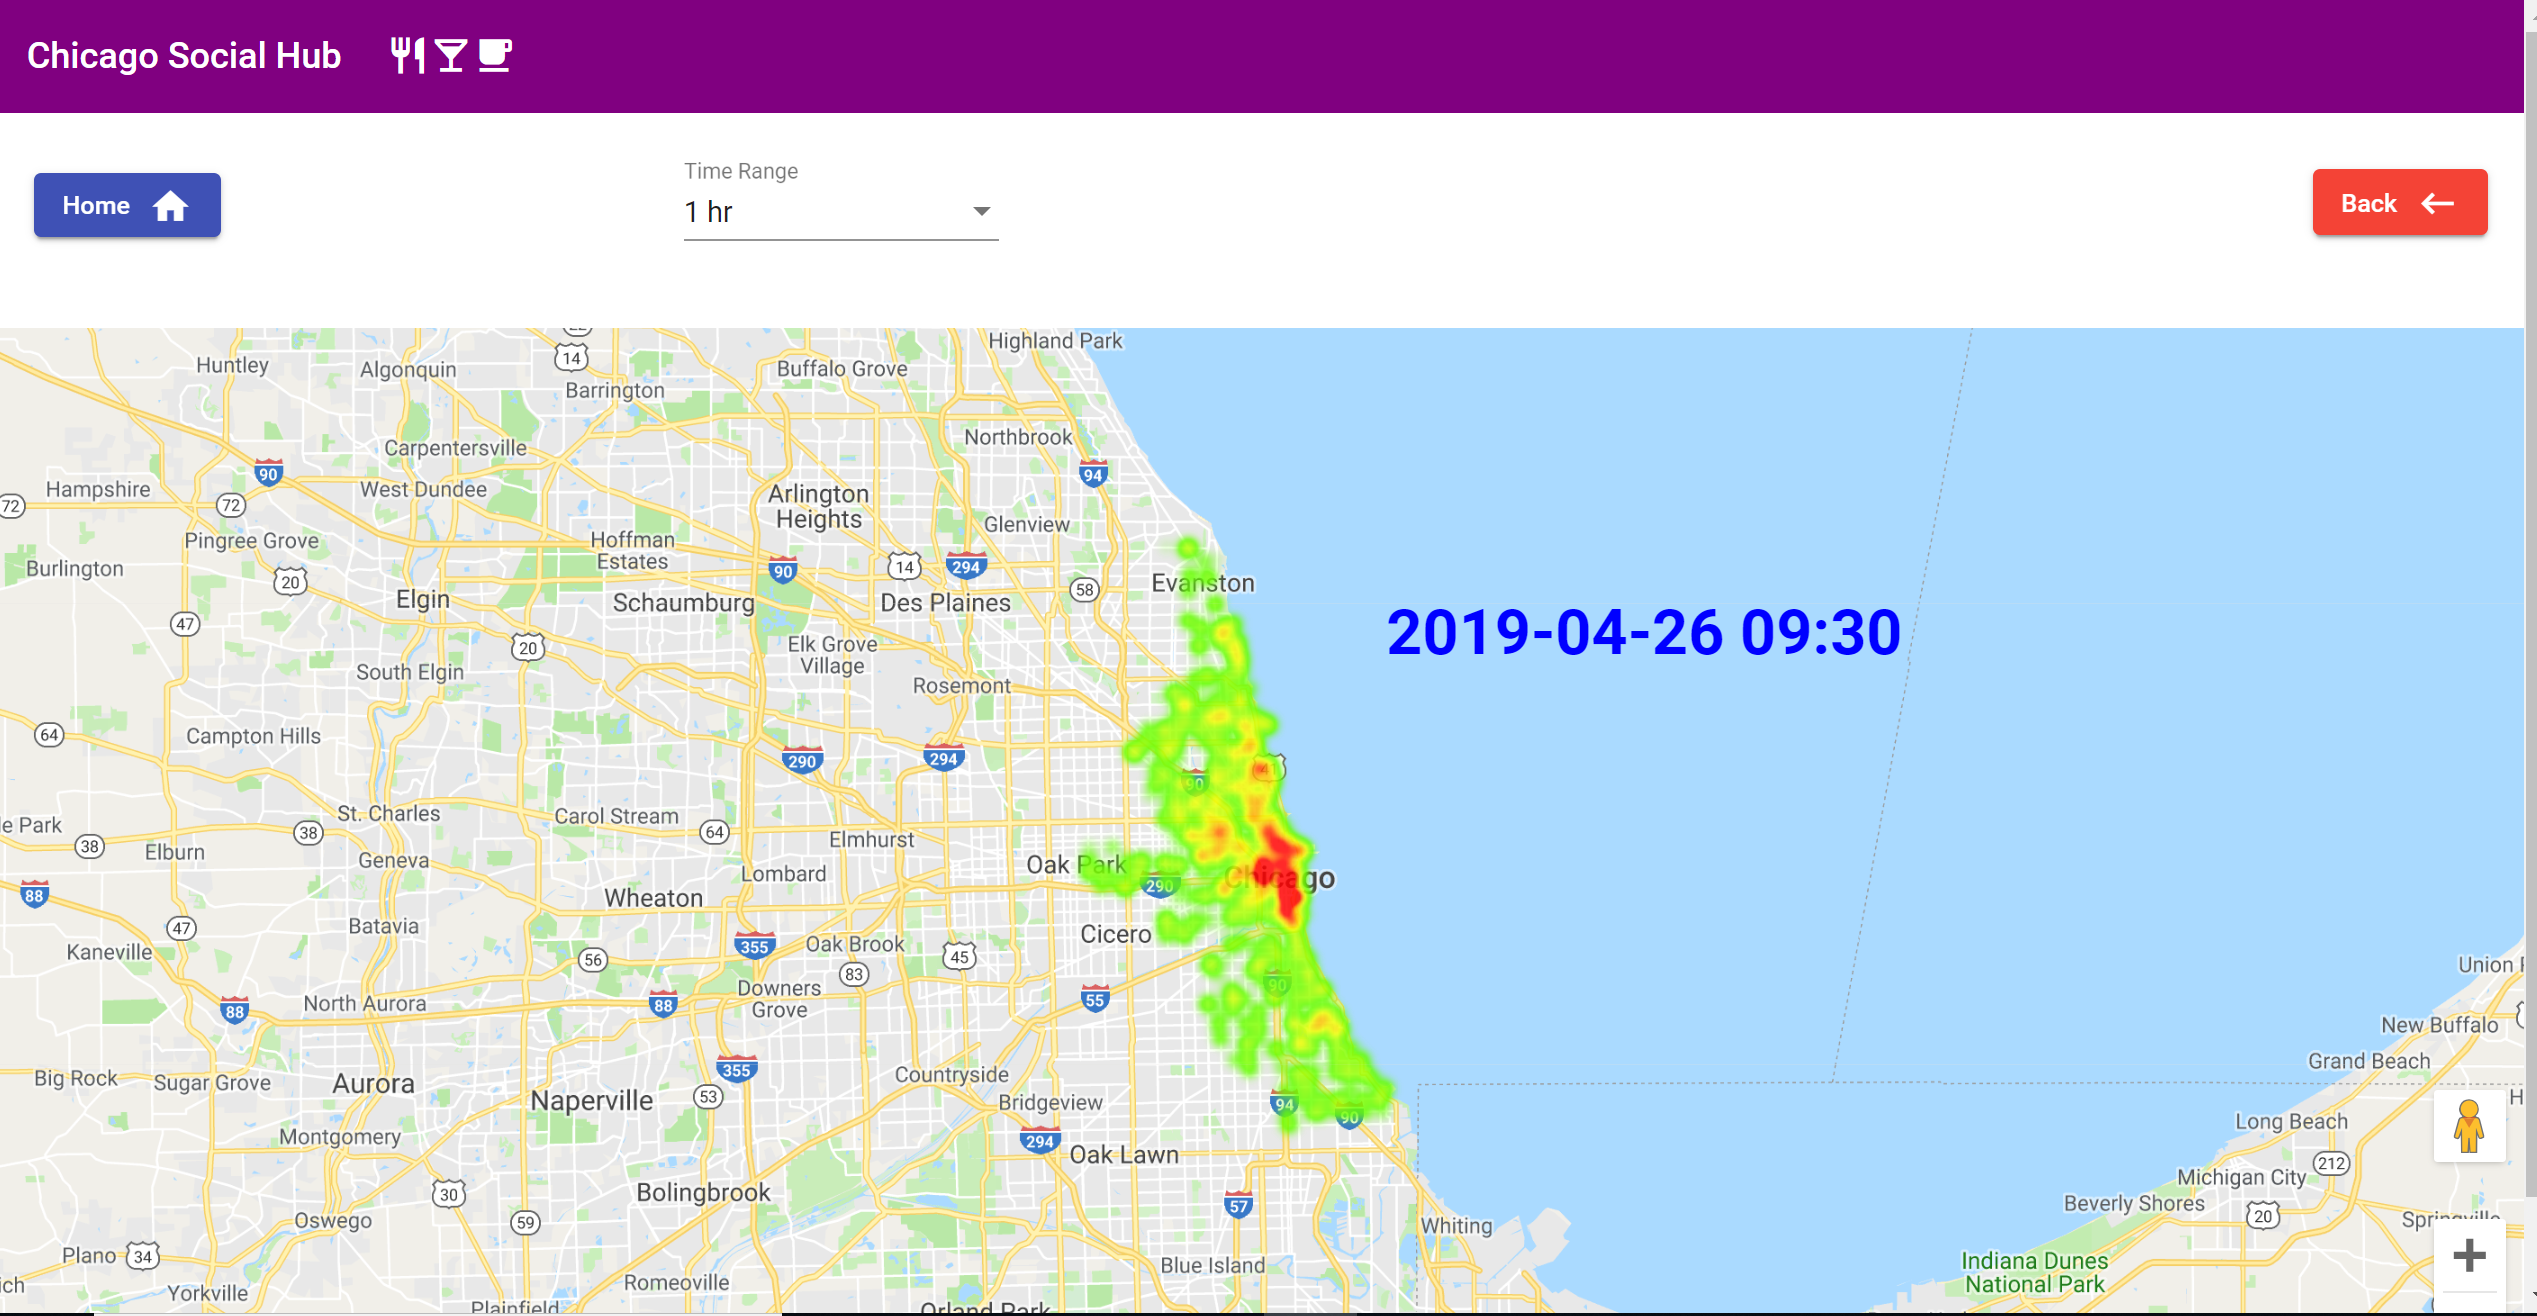 Chicago Social Hub
Time Range
Home
1 hr
Back
Highland Park
14
Huntley
Algonquin
Buffalo Grove
Barrington
Northbrook
Carpentersville
90
94
Hampshire
West Dundee
Arlington
Heights
72
72
Glenview
Pingree Grove
Hoffman
Estates
Burlington
20
90
14
294
58
Evanston
Elgin
Schaumburg
Des Plaines
47
2019-04-26 09:30
20
Elk Grove
Village
South Elgin
Rosemont
64
Campton Hills
290
294
90
41
St. Charles
Carol Stream
64
le Park
38
38
Elmhurst
Elburn
Geneva
Oak Park
Lombard
290
Chicago
88
Wheaton
47
Batavia
Cicero
Kaneville
355
Oak Brook
45
56
83
Union
90
Downers
Grove
55
North Aurora
88
88
New Buffalo
Grand Beach
355
Countryside
Big Rock
Sugar Grove
Aurora
Naperville
53
Bridgeview
94
90
H
Long Beach
Montgomery
294
Oak Lawn
212
Michigan City
30
Bolingbrook
57
Beverly Shores
20
Springville
Oswego
59
Whiting
Plano
34
Blue Island
Indiana Dunes
National Park
ich
Yorkville
Romeoville
Plainfield
Orland Park